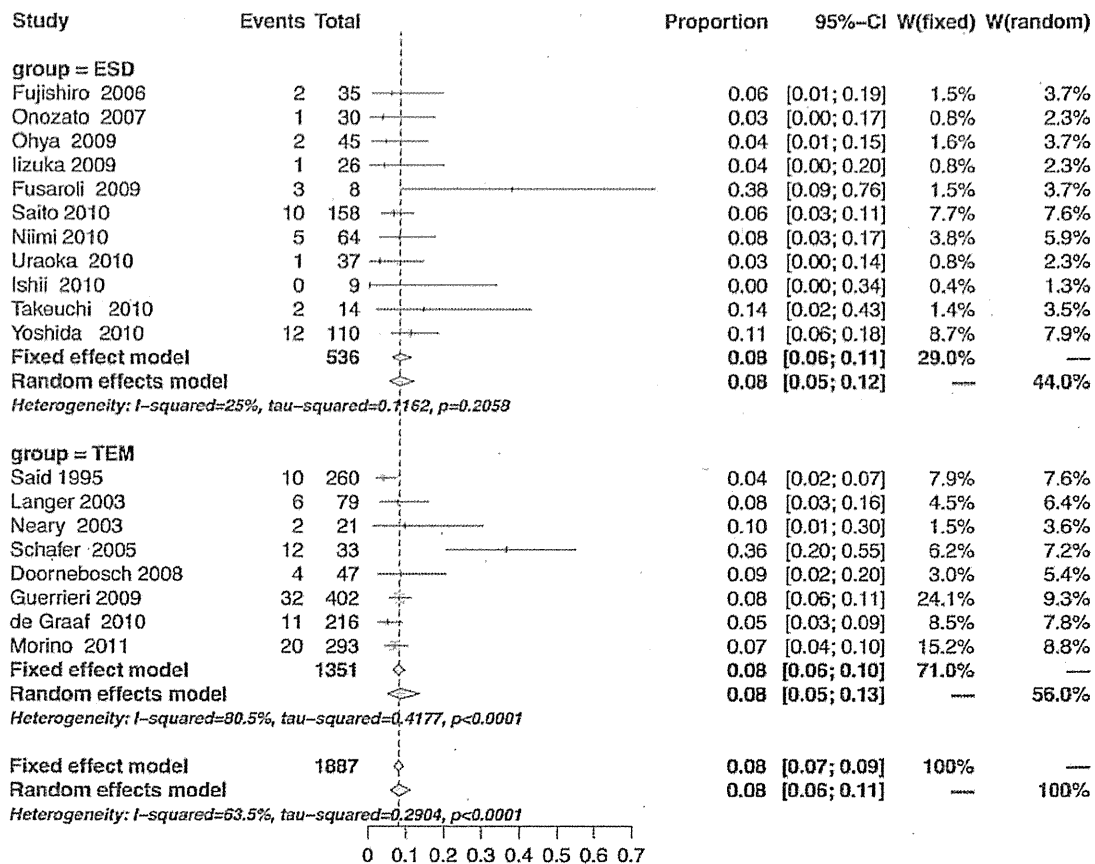 Study Events Total Proportion 95%-CI W(fixed) W(random)
group = ESD
Fujishiro 2006 2 35 0.06 [0.01; 0.19] 1.5% 3.7%
Onozato 2007 1 30 0.03 [0.00; 0.17] 0.8% 2.3%
Ohya 2009 2 45 0.04 [0.01; 0.15] 1.6% 3.7%
Iizuka 2009 1 26 0.04 [0.00; 0.20] 0.8% 2.3%
Fusaroli 2009 3 8 0.38 [0.09; 0.76] 1.5% 3.7%
Saito 2010 10 158 0.06 [0.03; 0.11] 7.7% 7.6%
Niimi 2010 5 64 0.08 [0.03; 0.17] 3.8% 5.9%
Uraoka 2010 1 37 0.03 [0.00; 0.14] 0.8% 2.3%
Ishii 2010 0 9 0.00 [0.00; 0.34] 0.4% 1.3%
Takeuchi 2010 2 14 0.14 [0.02; 0.43] 1.4% 3.5%
Yoshida 2010 12 110 0.11 [0.06; 0.18] 8.7% 7.9%
Fixed effect model 536 0.08 [0.06; 0.11] 29.0% —
Random effects model 0.08 [0.05; 0.12] — 44.0%
Heterogeneity: I-squared=25%, tau-squared=0.1162, p=0.2058
group = TEM
Said 1995 10 260 0.04 [0.02; 0.07] 7.9% 7.6%
Langer 2003 6 79 0.08 [0.03; 0.16] 4.5% 6.4%
Neary 2003 2 21 0.10 [0.01; 0.30] 1.5% 3.6%
Schafer 2005 12 33 0.36 [0.20; 0.55] 6.2% 7.2%
Doornebosch 2008 4 47 0.09 [0.02; 0.20] 3.0% 5.4%
Guerrieri 2009 32 402 0.08 [0.06; 0.11] 24.1% 9.3%
de Graaf 2010 11 216 0.05 [0.03; 0.09] 8.5% 7.8%
Morino 2011 20 293 0.07 [0.04; 0.10] 15.2% 8.8%
Fixed effect model 1351 0.08 [0.06; 0.10] 71.0% —
Random effects model 0.08 [0.05; 0.13] — 56.0%
Heterogeneity: I-squared=80.5%, tau-squared=0.4177, p<0.0001
Fixed effect model 1887 0.08 [0.07; 0.09] 100% —
Random effects model 0.08 [0.06; 0.11] — 100%
Heterogeneity: I-squared=63.5%, tau-squared=0.2904, p<0.0001
0 0.1 0.2 0.3 0.4 0.5 0.6 0.7